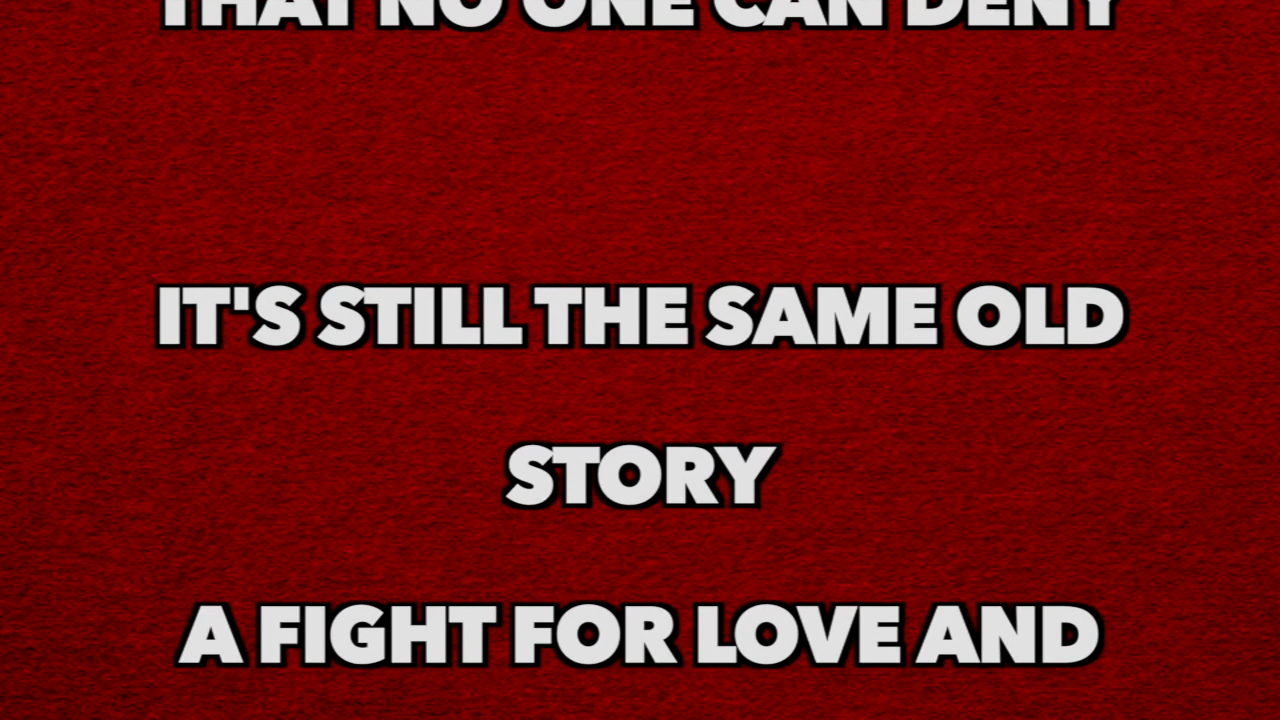 THAT NO ONE CAN DENY
IT'S STILL THE SAME OLD
STORY
A FIGHT FOR LOVE AND